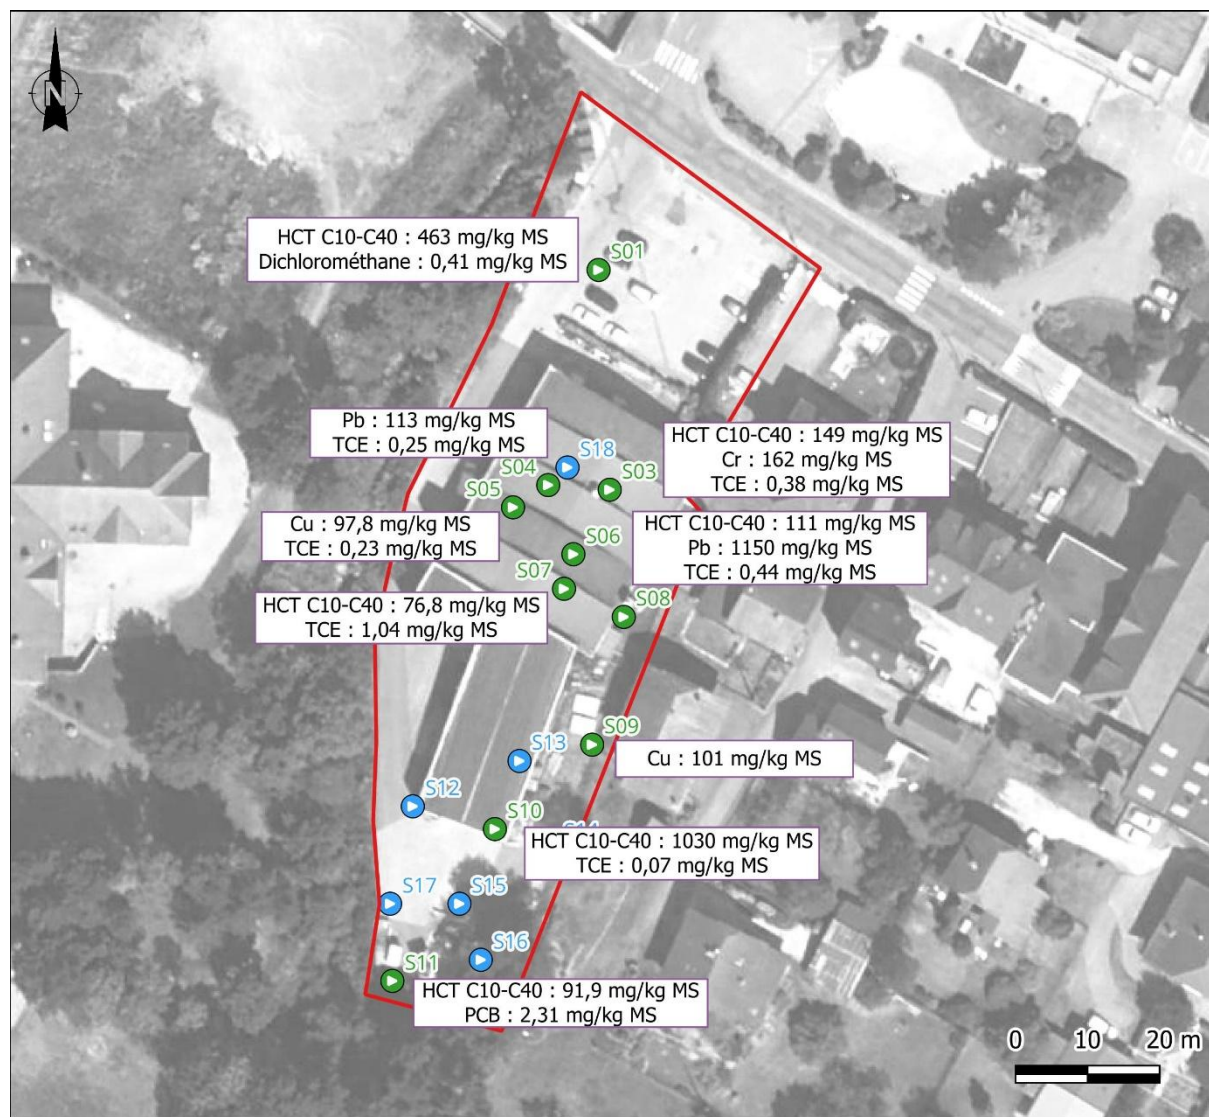 N
HCT C10-C40 : 463 mg/kg MS
Dichlorométhane : 0,41 mg/kg MS
S01
Pb : 113 mg/kg MS
TCE : 0,25 mg/kg MS
S18
S04
S03
S05
HCT C10-C40 : 149 mg/kg MS
Cr : 162 mg/kg MS
TCE : 0,38 mg/kg MS
Cu : 97,8 mg/kg MS
TCE : 0,23 mg/kg MS
S06
HCT C10-C40 : 111 mg/kg MS
Pb : 1150 mg/kg MS
TCE : 0,44 mg/kg MS
S07
S08
HCT C10-C40 : 76,8 mg/kg MS
TCE : 1,04 mg/kg MS
S09
S13
Cu : 101 mg/kg MS
S12
S10
HCT C10-C40 : 1030 mg/kg MS
TCE : 0,07 mg/kg MS
S17
S15
S16
S11
HCT C10-C40 : 91,9 mg/kg MS
PCB : 2,31 mg/kg MS
0 10 20 m